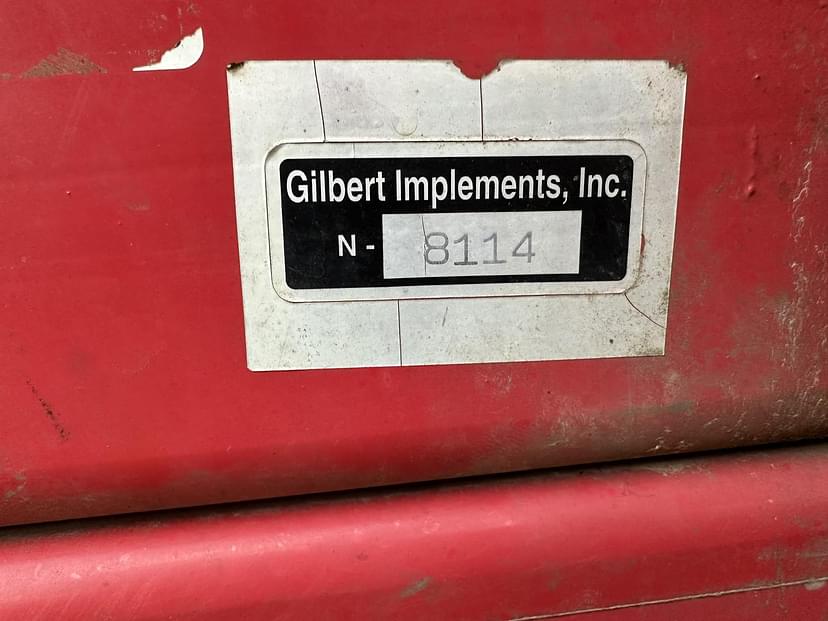 Gilbert Implements, Inc.
N - 8114